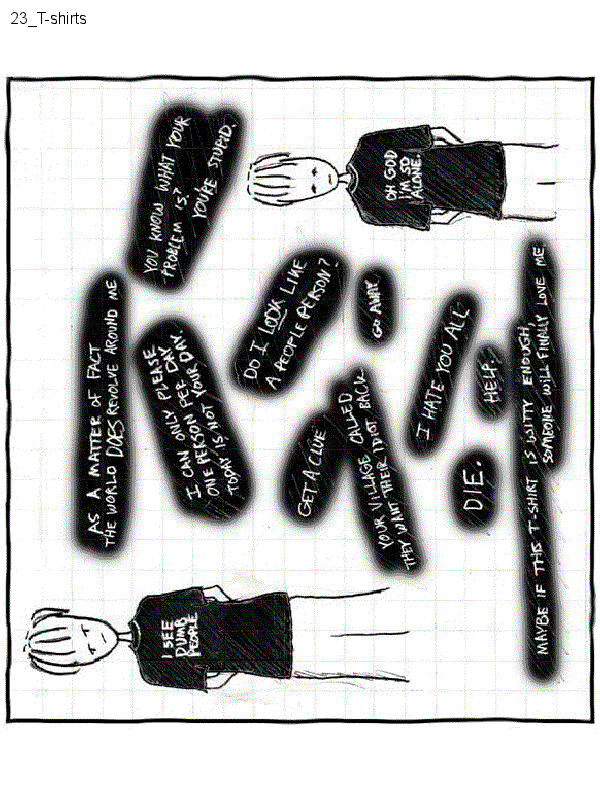 23_T-shirts
AS A MATTER OF FACT
THE WORLD DOES REVOLVE AROUND ME
YOU KNOW WHAT YOUR
PROBLEM IS?
YOU'RE STUPID.
I SEE
DUMB
PEOPLE
I CAN ONLY PLEASE
ONE PERSON PER DAY
TODAY IS NOT YOUR DAY
DO I LOOK LIKE
A PEOPLE PERSON?
GET A CLUE
GO AWAY
YOUR VILLAGE CALLED
THEY WANT THEIR IDIOT BACK
OH GOD
I'M SO
ALONE.
I HATE YOU ALL
DIE.
HELP.
MAYBE IF THIS T-SHIRT IS WITTY ENOUGH,
SOMEONE WILL FINALLY LOVE ME.